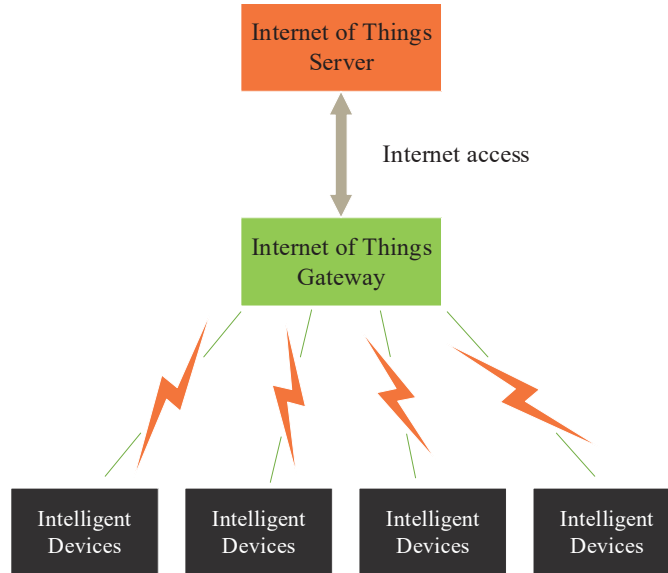 Internet of Things
Server
Internet access
Internet of Things
Gateway
Intelligent
Devices
Intelligent
Devices
Intelligent
Devices
Intelligent
Devices